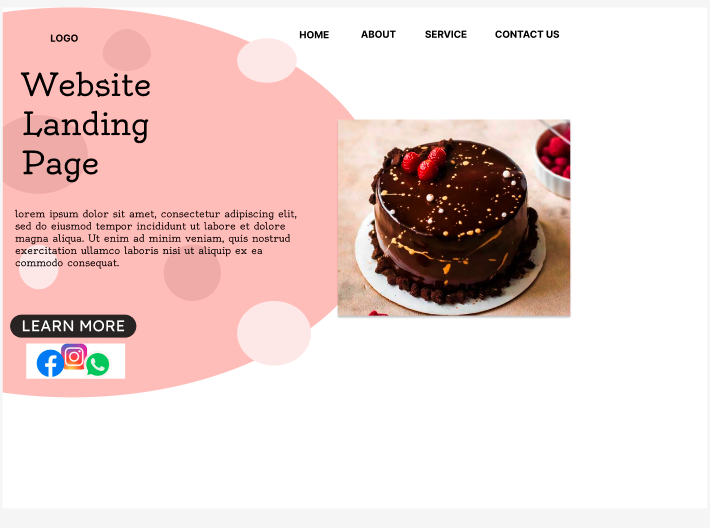 LOGO
HOME ABOUT SERVICE CONTACT US
Website
Landing
Page
lorem ipsum dolor sit amet, consectetur adipiscing elit,
sed do eiusmod tempor incididunt ut labore et dolore
magna aliqua. Ut enim ad minim veniam, quis nostrud
exercitation ullamco laboris nisi ut aliquip ex ea
commodo consequat.
LEARN MORE